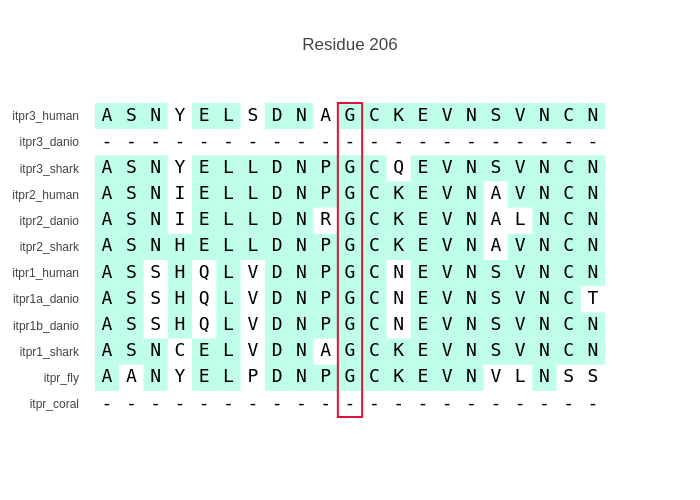 Residue 206
itpr3_human A S N Y E L S D N A G C K E V N S V N C N
itpr3_danio - - - - - - - - - - - - - - - - - - - - -
itpr3_shark A S N Y E L L D N P G C Q E V N S V N C N
itpr2_human A S N I E L L D N P G C K E V N A V N C N
itpr2_danio A S N I E L L D N R G C K E V N A L N C N
itpr2_shark A S N H E L L D N P G C K E V N A V N C N
itpr1_human A S S H Q L V D N P G C N E V N S V N C N
itpr1a_danio A S S H Q L V D N P G C N E V N S V N C T
itpr1b_danio A S S H Q L V D N P G C N E V N S V N C N
itpr1_shark A S N C E L V D N A G C K E V N S V N C N
itpr_fly A A N Y E L P D N P G C K E V N V L N S S
itpr_coral - - - - - - - - - - - - - - - - - - - - -